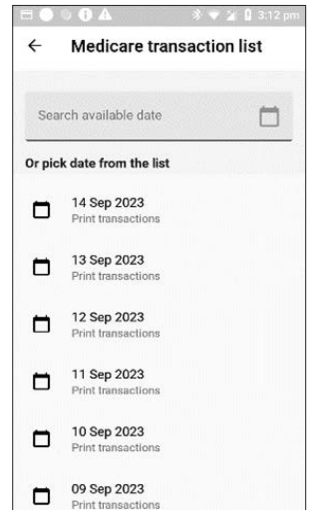 3:12 pm
Medicare transaction list
Search available date
Or pick date from the list
14 Sep 2023
Print transactions
13 Sep 2023
Print transactions
12 Sep 2023
Print transactions
11 Sep 2023
Print transactions
10 Sep 2023
Print transactions
09 Sep 2023
Print transactions